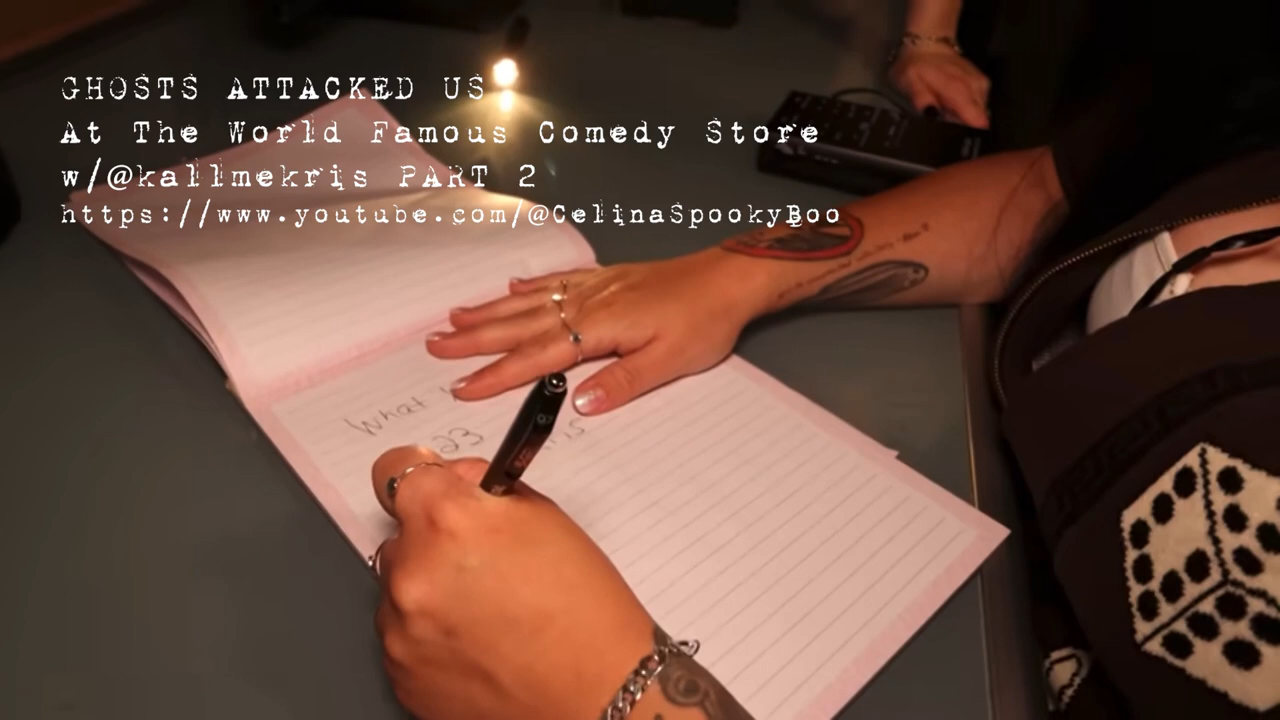 GHOSTS ATTACKED US
At The World Famous Comedy Store
w/@kallmekris PART 2
https://www.youtube.com/@CelinaSpookyBoo
What
23 is